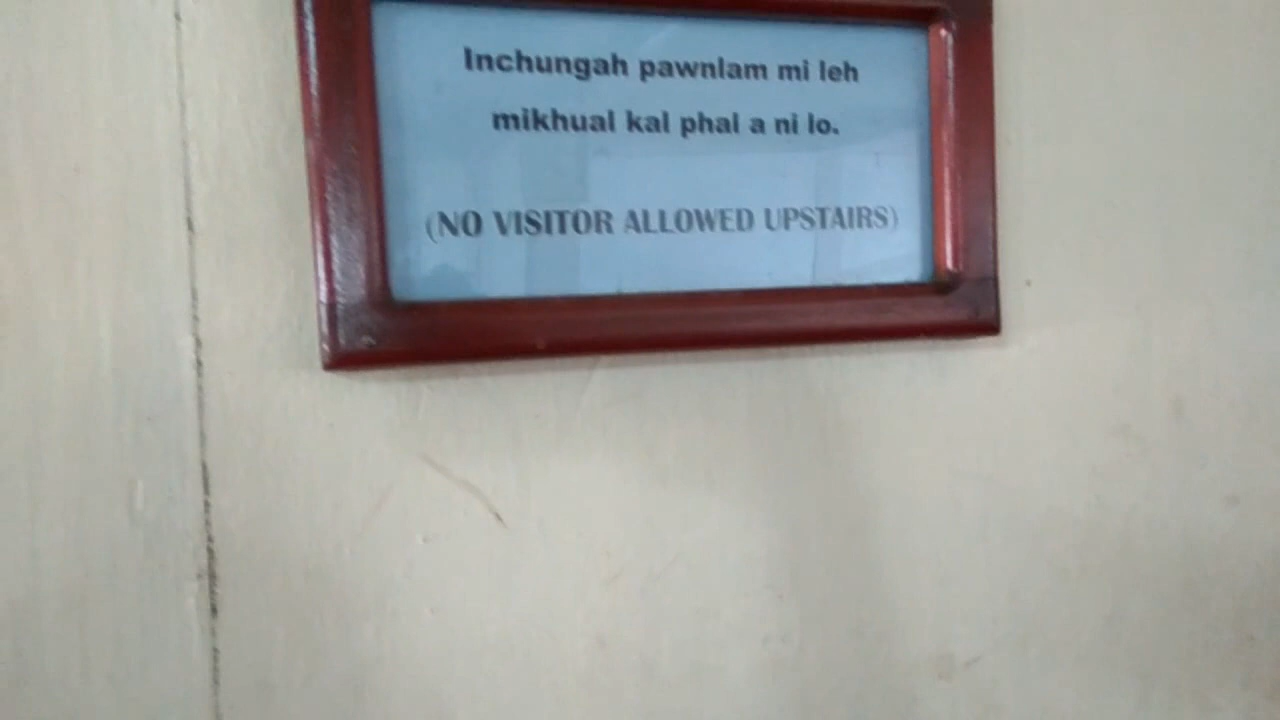 Inchungah pawnlam mi leh
mikhual kal phal a ni lo.
(NO VISITOR ALLOWED UPSTAIRS)